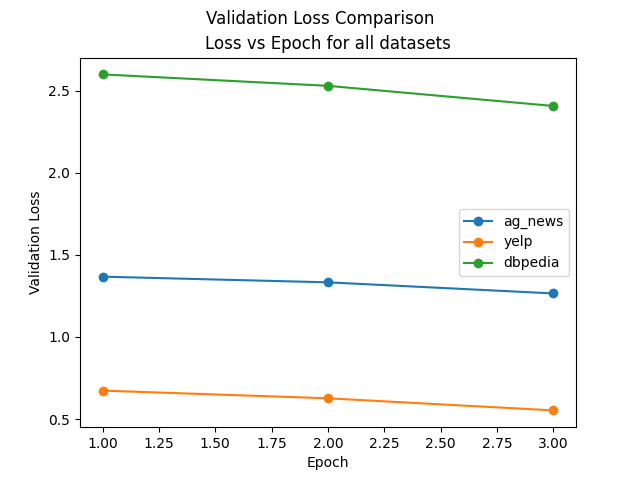 Validation Loss Comparison
Loss vs Epoch for all datasets
Validation Loss
2.5
2.0
1.5
1.0
0.5
ag_news
yelp
dbpedia
1.00 1.25 1.50 1.75 2.00 2.25 2.50 2.75 3.00
Epoch